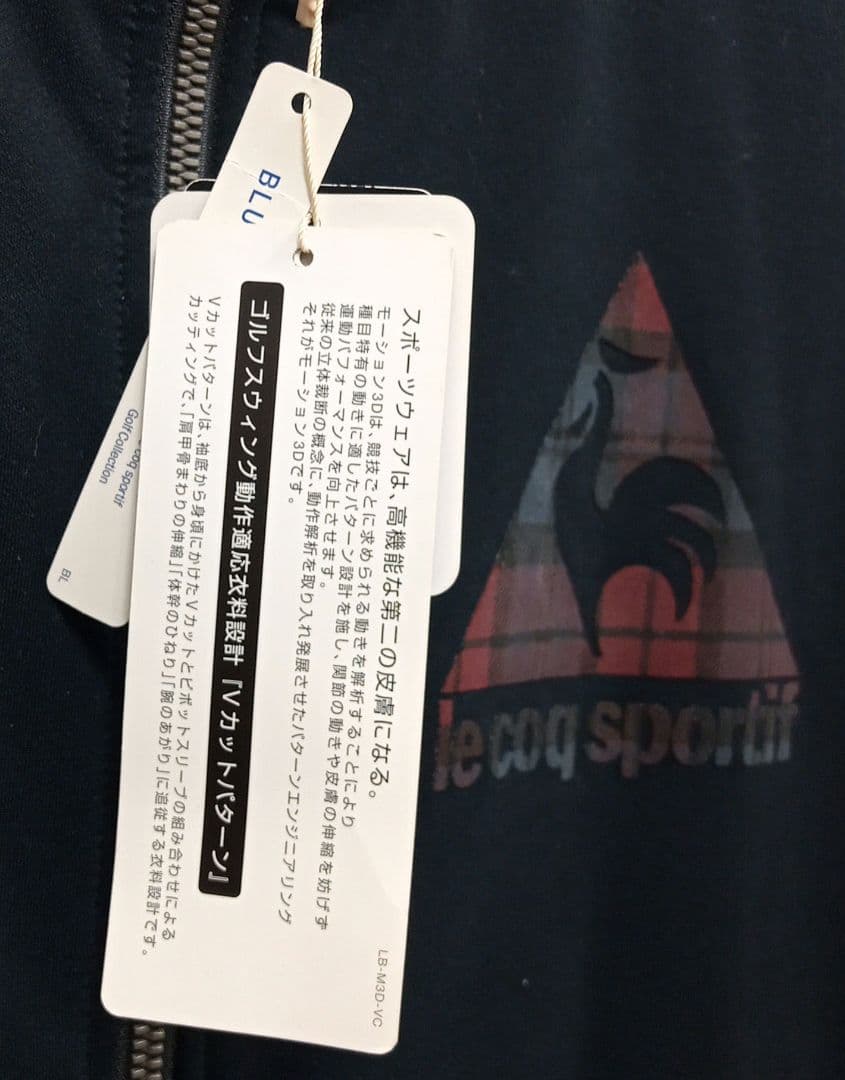 スポーツウェアは、高機能な第二の皮膚になる。
モーション3Dは、競技ごとに求められる動きを解析することにより
種目特有の動きに適したパターン設計を施し、関節の動きや皮膚の伸縮を妨げず
運動パフォーマンスを向上させます。
従来の立体裁断の概念に、動作解析を取り入れ発展させたパターンエンジニアリング
それがモーション3Dです。
ゴルフスウィング動作適応衣料設計『Vカットパターン』
Vカットパターンは、袖底から身頃にかけたVカットとピボットスリーブの組み合わせによる
カッティングで、「肩甲骨まわりの伸縮」「体幹のひねり」「腕のあがり」に追従する衣料設計です。
LB-M3D-VC
BLU
coq sportif
Golf Collection
BL
le coq sportif